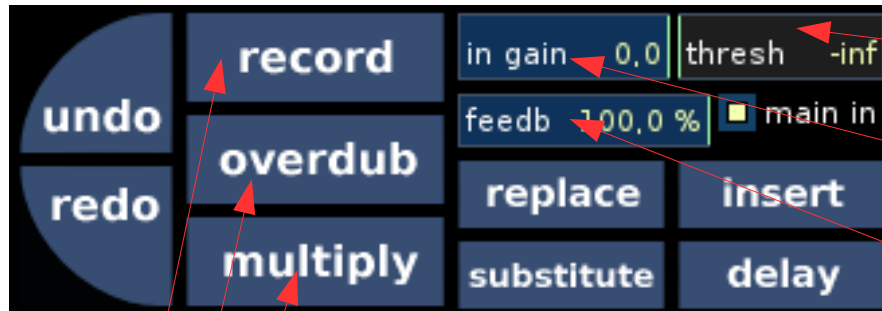 undo
redo
record
overdub
multiply
in gain 0,0
thresh -inf
feedb 100,0 %
main in
replace
insert
substitute
delay